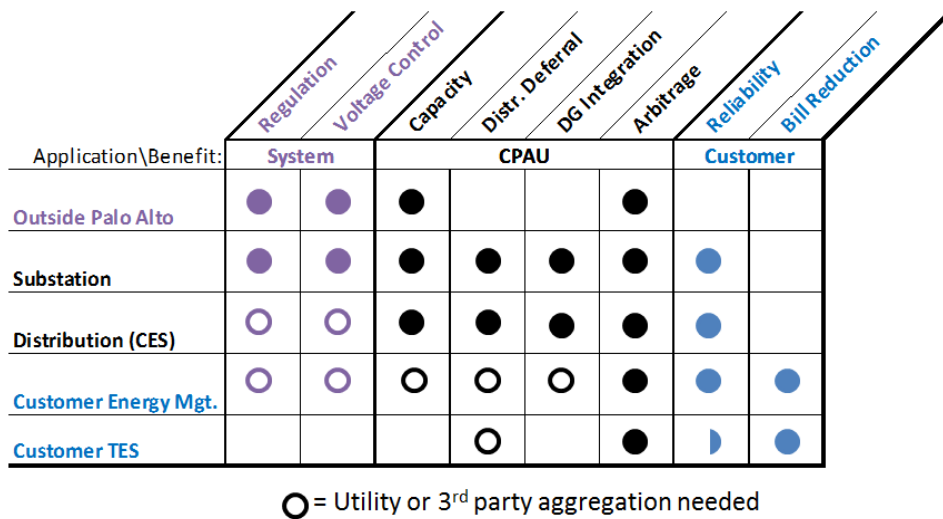 Regulation
Voltage Control
Capacity
Distr. Deferral
DG Integration
Arbitrage
Reliability
Bill Reduction
Application\Benefit: System CPAU Customer
Outside Palo Alto
Substation
Distribution (CES)
Customer Energy Mgt.
Customer TES
= Utility or 3rd party aggregation needed